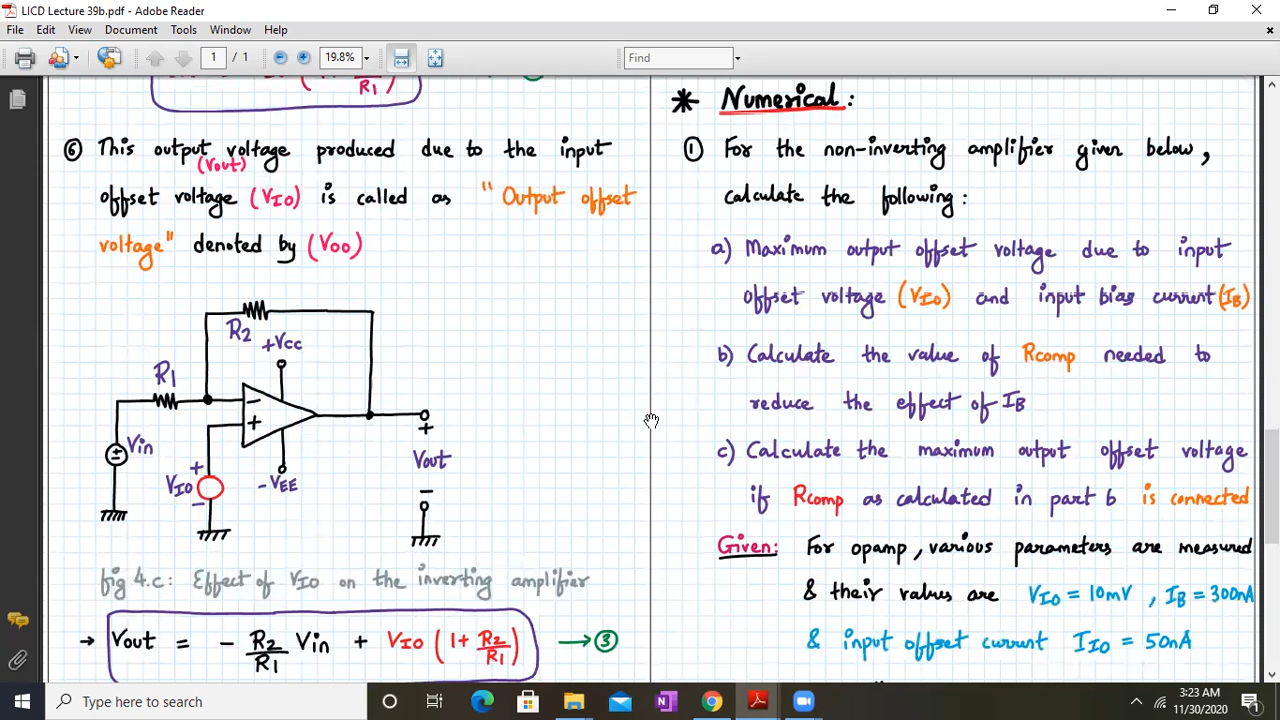 LICD Lecture 39b.pdf - Adobe Reader
File Edit View Document Tools Window Help
1 / 1 19.8% Find
R1
⑥ This output voltage produced due to the input
(Vout)
offset voltage (VIO) is called as "Output offset
voltage" denoted by (VOO)
R2
+VCC
R1
−
+
Vin
+
VIO
−
-VEE
+
Vout
−
fig 4.c: Effect of VIO on the inverting amplifier
→ Vout = - R2/R1 Vin + VIO (1 + R2/R1) → ③
* Numerical:
① For the non-inverting amplifier given below,
calculate the following:
a) Maximum output offset voltage due to input
offset voltage (VIO) and input bias current (IB)
b) Calculate the value of Rcomp needed to
reduce the effect of IB
c) Calculate the maximum output offset voltage
if Rcomp as calculated in part b is connected
Given: For opamp, various parameters are measured
& their values are VIO = 10mV, IB = 300nA
& input offset current IIO = 50nA
Type here to search
3:23 AM
11/30/2020